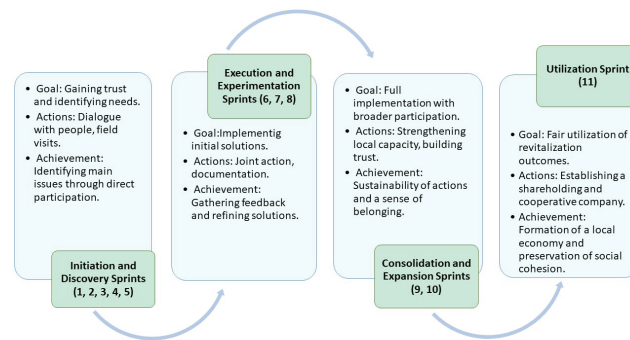 • Goal: Gaining trust
and identifying needs.
• Actions: Dialogue
with people, field
visits.
• Achievement:
Identifying main
issues through direct
participation.
Initiation and
Discovery Sprints
(1, 2, 3, 4, 5)
Execution and
Experimentation
Sprints (6, 7, 8)
• Goal:Implementig
initial solutions.
• Actions: Joint action,
documentation.
• Achievement:
Gathering feedback
and refining solutions.
• Goal: Full
implementation with
broader participation.
• Actions: Strengthening
local capacity, building
trust.
• Achievement:
Sustainability of actions
and a sense of
belonging.
Consolidation and
Expansion Sprints
(9, 10)
Utilization Sprint
(11)
• Goal: Fair utilization of
revitalization
outcomes.
• Actions: Establishing a
shareholding and
cooperative company.
• Achievement:
Formation of a local
economy and
preservation of social
cohesion.